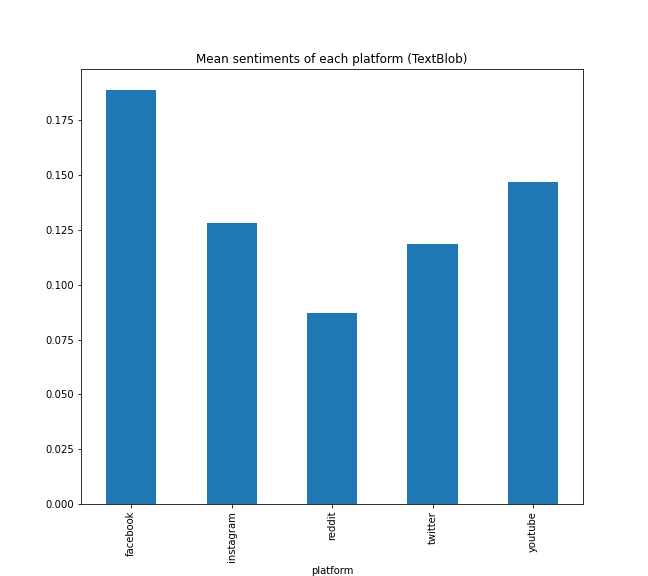 Mean sentiments of each platform (TextBlob)
0.175
0.150
0.125
0.100
0.075
0.050
0.025
0.000
facebook
instagram
reddit
twitter
youtube
platform